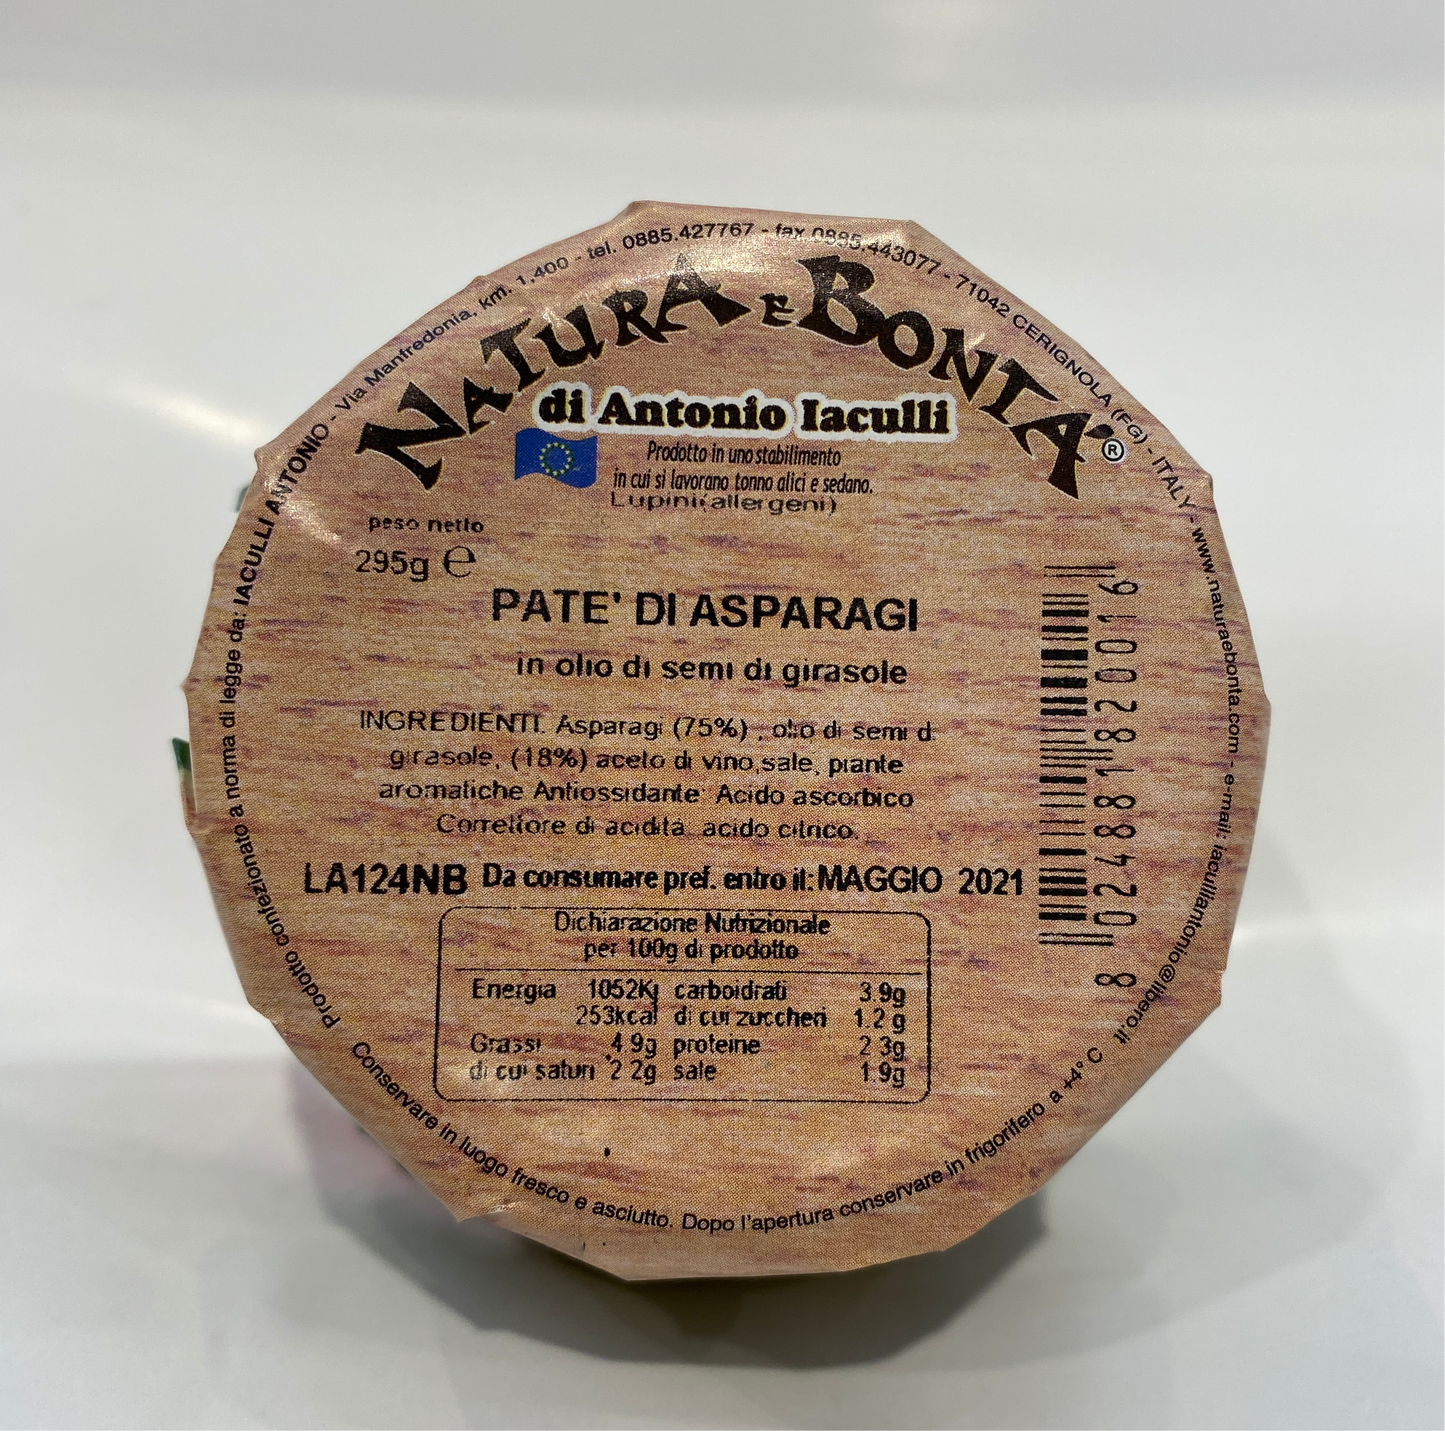 Prodotto confezionato a norma di legge da: IACULLI ANTONIO - Via Manfredonia, km. 1,400 - tel. 0885.427767 - fax 0885.443077 - 71042 CERIGNOLA (FG) - ITALY - www.naturaebonta.com - e-mail: iaculliantonio@libero.it
NATURA E BONTÀ®
di Antonio Iaculli
Prodotto in uno stabilimento
in cui si lavorano tonno alici e sedano.
Lupini(allergeni)
peso netto
295g ℮
PATE' DI ASPARAGI
in olio di semi di girasole
INGREDIENTI. Asparagi (75%) , olio di semi di
girasole, (18%) aceto di vino,sale, piante
aromatiche Antiossidante: Acido ascorbico
Correttore di acidità acido citrico.
LA124NB Da consumare pref. entro il: MAGGIO 2021
8 024881 820019
Dichiarazione Nutrizionale
per 100g di prodotto
Energia 1052Kj carboidrati 3.9g
253kcal di cui zuccheri 1.2 g
Grassi 4 9g proteine 2 3g
di cui saturi 2 2g sale 1.9g
Conservare in luogo fresco e asciutto. Dopo l'apertura conservare in frigorifero a +4° C